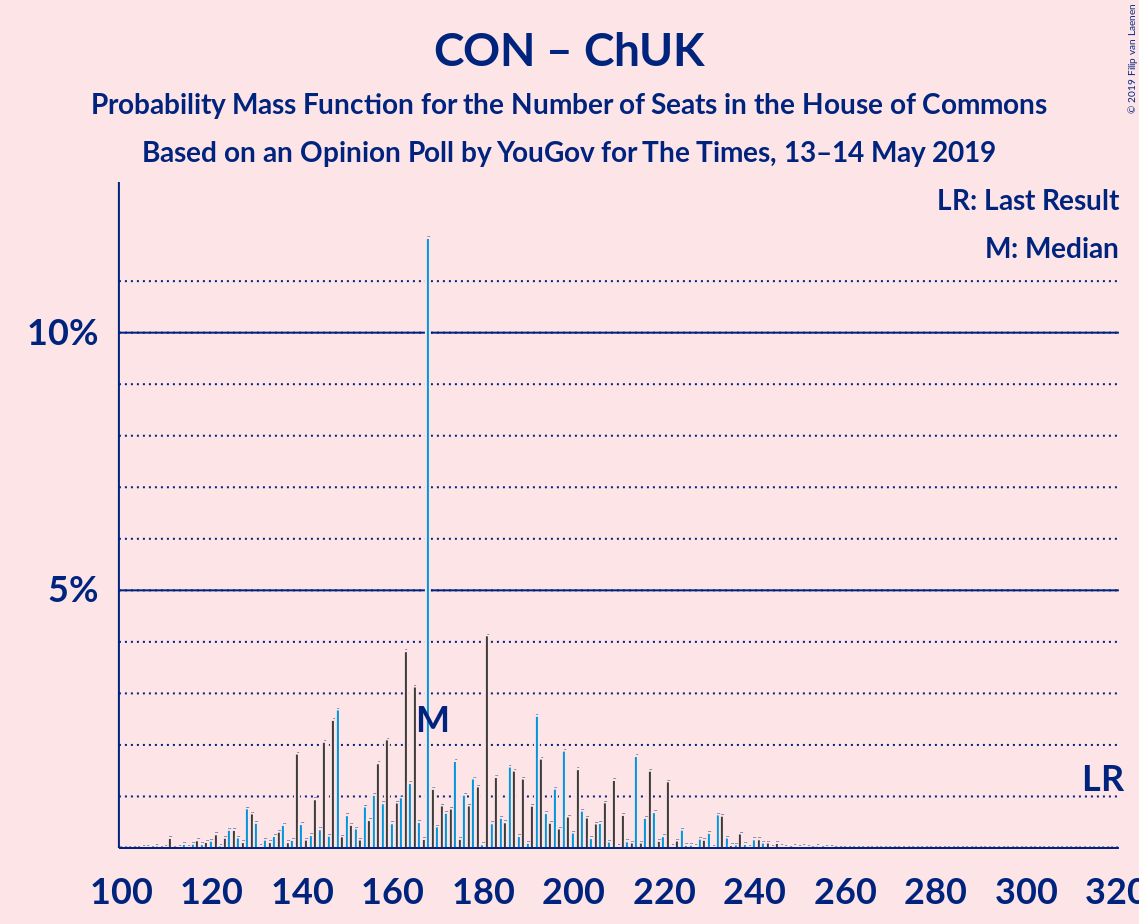 CON – ChUK
Probability Mass Function for the Number of Seats in the House of Commons
Based on an Opinion Poll by YouGov for The Times, 13–14 May 2019
© 2019 Filip van Laenen
LR: Last Result
M: Median
10%
5%
M
LR
100 120 140 160 180 200 220 240 260 280 300 320